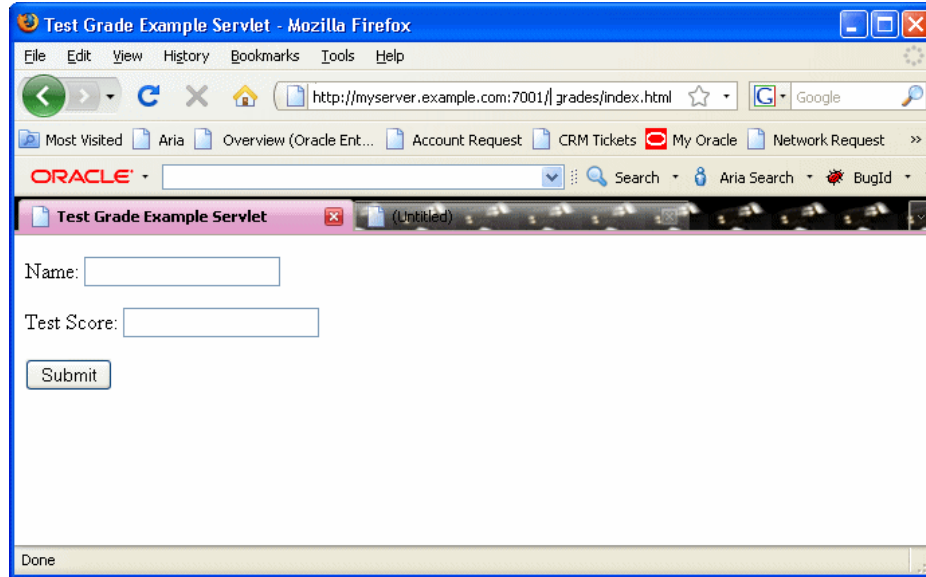 Test Grade Example Servlet - Mozilla Firefox
File Edit View History Bookmarks Tools Help
http://myserver.example.com:7001/ grades/index.html G Google
Most Visited Aria Overview (Oracle Ent... Account Request CRM Tickets My Oracle Network Request »
ORACLE Search Aria Search BugId
Test Grade Example Servlet (Untitled)
Name:
Test Score:
Submit
Done